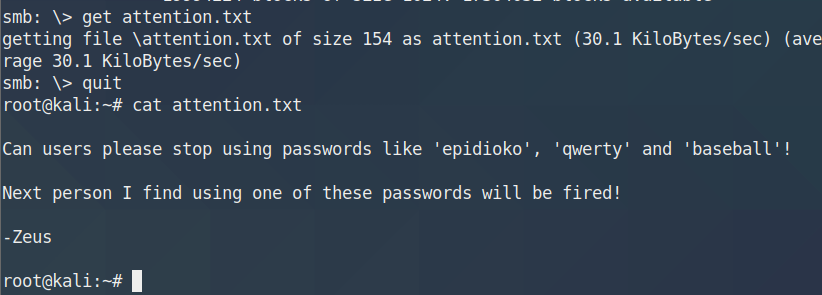 smb: \> get attention.txt
getting file \attention.txt of size 154 as attention.txt (30.1 KiloBytes/sec) (ave
rage 30.1 KiloBytes/sec)
smb: \> quit
root@kali:~# cat attention.txt
Can users please stop using passwords like 'epidioko', 'qwerty' and 'baseball'!
Next person I find using one of these passwords will be fired!
-Zeus
root@kali:~#